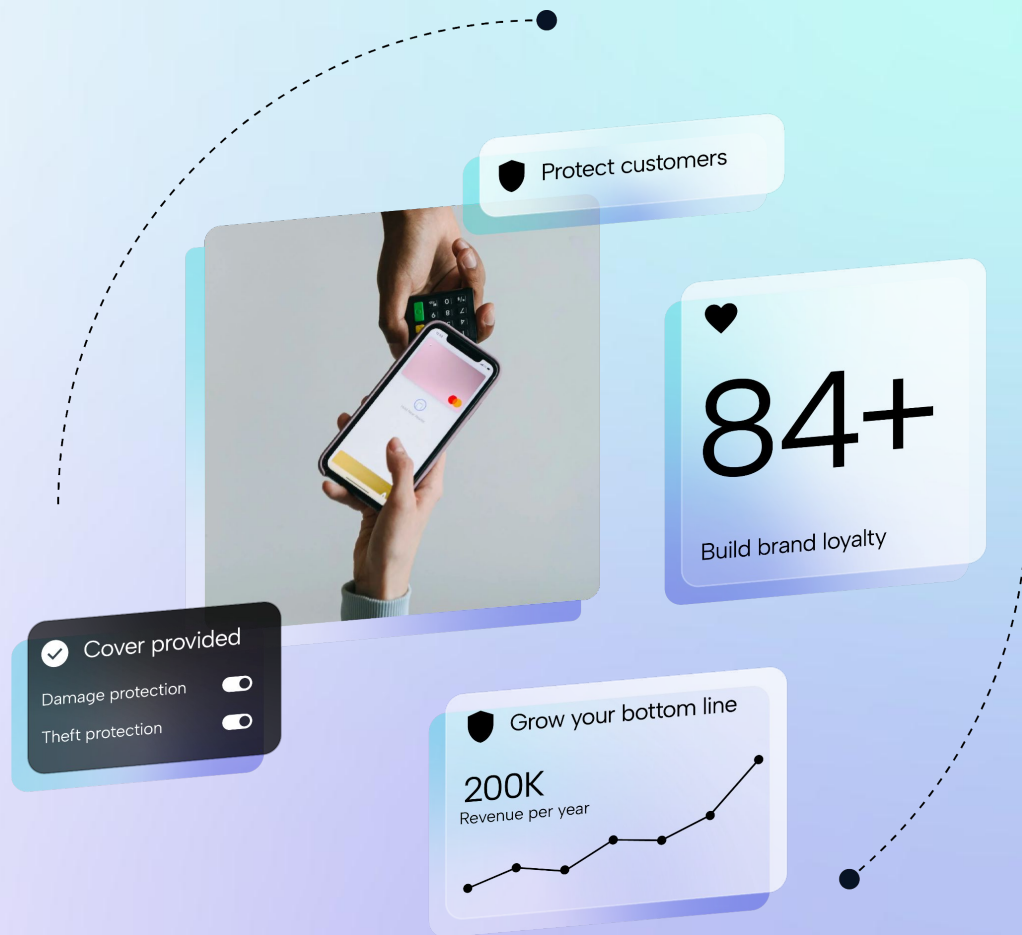 Protect customers
84+
Build brand loyalty
Cover provided
Damage protection
Theft protection
Grow your bottom line
200K
Revenue per year